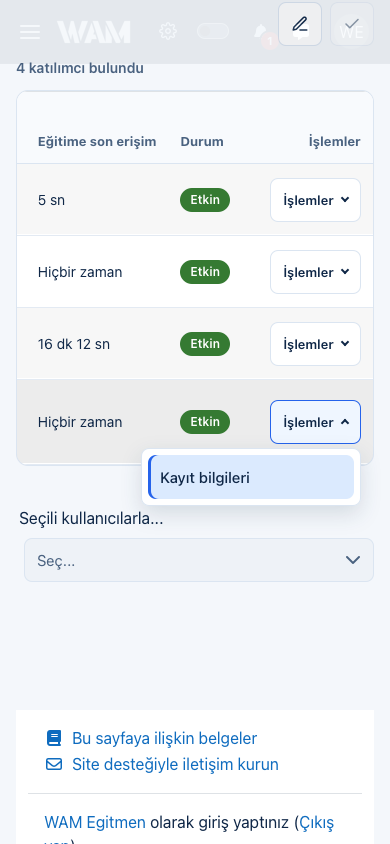 WAM
WE
4 katılımcı bulundu
Eğitime son erişim Durum İşlemler
5 sn Etkin İşlemler
Hiçbir zaman Etkin İşlemler
16 dk 12 sn Etkin İşlemler
Hiçbir zaman Etkin İşlemler
Kayıt bilgileri
Seçili kullanıcılarla...
Seç...
Bu sayfaya ilişkin belgeler
Site desteğiyle iletişim kurun
WAM Egitmen olarak giriş yaptınız (Çıkış